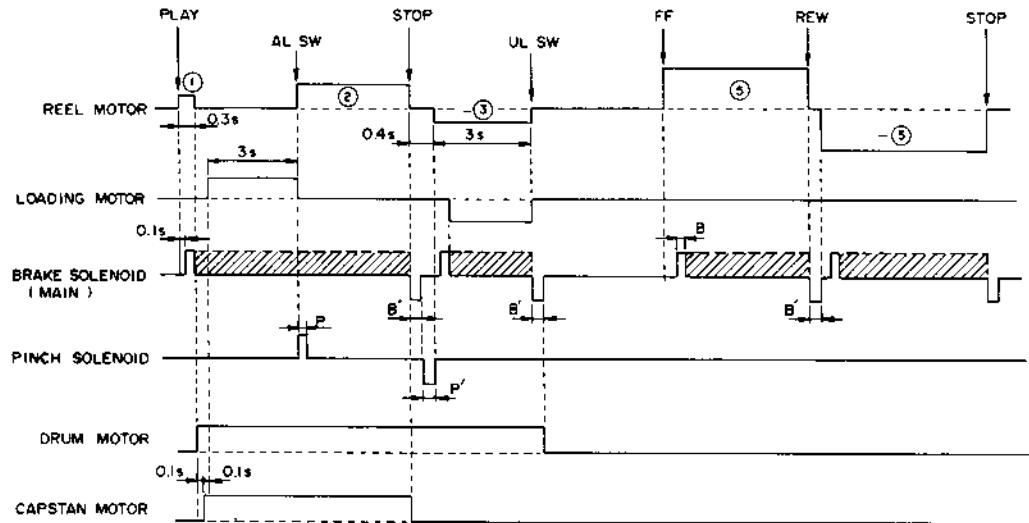 PLAY
STOP
FF
REW
STOP
AL SW
UL SW
REEL MOTOR
①
②
-③
⑤
-⑤
0.3s
0.4s
3s
3s
LOADING MOTOR
0.1s
B
BRAKE SOLENOID
(MAIN)
B'
B'
B'
P
PINCH SOLENOID
P'
DRUM MOTOR
0.1s
0.1s
CAPSTAN MOTOR